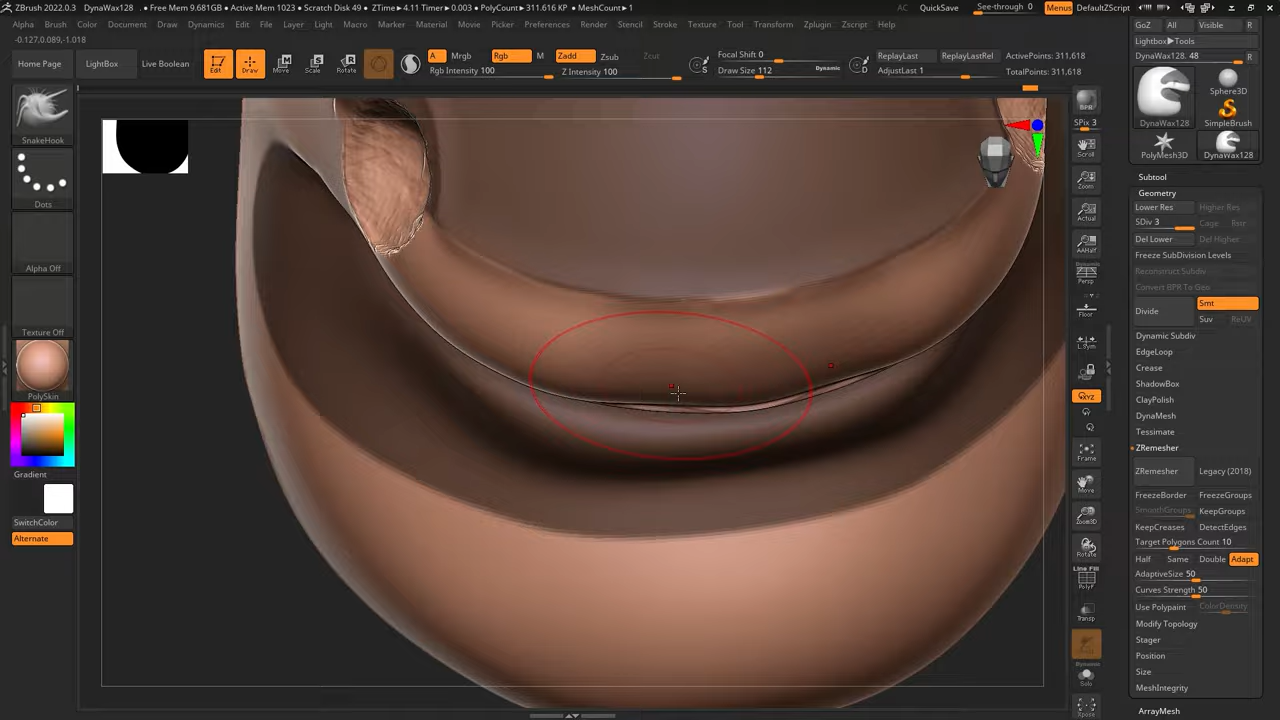 ZBrush 2022.0.3 DynaWax128 . • Free Mem 9.681GB • Active Mem 1023 • Scratch Disk 49 • ZTime▸4.11 Timer▸0.003 • PolyCount▸311.616 KP • MeshCount▸1
AC QuickSave See-through 0 Menus DefaultZScript
Alpha Brush Color Document Draw Dynamics Edit File Layer Light Macro Marker Material Movie Picker Preferences Render Stencil Stroke Texture Tool Transform Zplugin Zscript Help
-0.127,0.089,-1.018
Home Page LightBox Live Boolean
Edit Draw Move Scale Rotate
A Mrgb1 Rgb M Zadd Zsub Zcut
Rgb Intensity 100 Z Intensity 100
Focal Shift 0
Draw Size 112 Dynamic
S D
ReplayLast ReplayLastRel ActivePoints: 311,618
AdjustLast 1 TotalPoints: 311,618
SnakeHook
Dots
Alpha Off
Texture Off
PolySkin
Gradient
SwitchColor
Alternate
BPR
SPix 3
Scroll
Zoom
Actual
AAHalf
Dynamic
Persp
Floor
L.Sym
QXYZ
Frame
Move
Zoom3D
Rotate
Line Fill
PolyF
Transp
Dynamic
Solo
Xpose
GoZ All Visible R
Lightbox▸Tools
DynaWax128. 48 R
DynaWax128
Sphere3D
SimpleBrush
PolyMesh3D DynaWax128
Subtool
Geometry
Lower Res Higher Res
SDiv 3 Cage Rstr
Del Lower Del Higher
Freeze SubDivision Levels
Reconstruct Subdiv
Convert BPR To Geo
Divide Smt
Suv ReUV
Dynamic Subdiv
EdgeLoop
Crease
ShadowBox
ClayPolish
DynaMesh
Tessimate
ZRemesher
ZRemesher Legacy (2018)
FreezeBorder FreezeGroups
SmoothGroups KeepGroups
KeepCreases DetectEdges
Target Polygons Count 10
Half Same Double Adapt
AdaptiveSize 50
Curves Strength 50
Use Polypaint ColorDensity
Modify Topology
Stager
Position
Size
MeshIntegrity
ArrayMesh